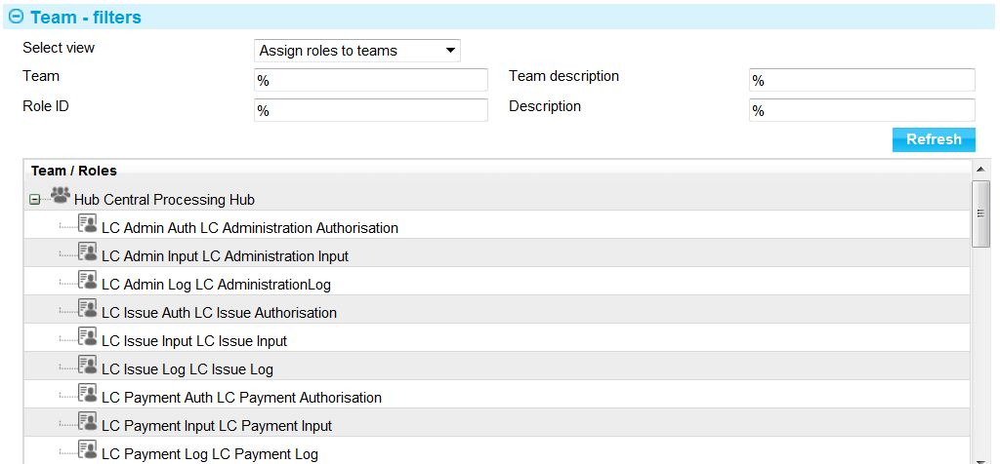 Team - filters
Select view Assign roles to teams
Team % Team description %
Role ID % Description %
Refresh
Team / Roles
Hub Central Processing Hub
LC Admin Auth LC Administration Authorisation
LC Admin Input LC Administration Input
LC Admin Log LC AdministrationLog
LC Issue Auth LC Issue Authorisation
LC Issue Input LC Issue Input
LC Issue Log LC Issue Log
LC Payment Auth LC Payment Authorisation
LC Payment Input LC Payment Input
LC Payment Log LC Payment Log